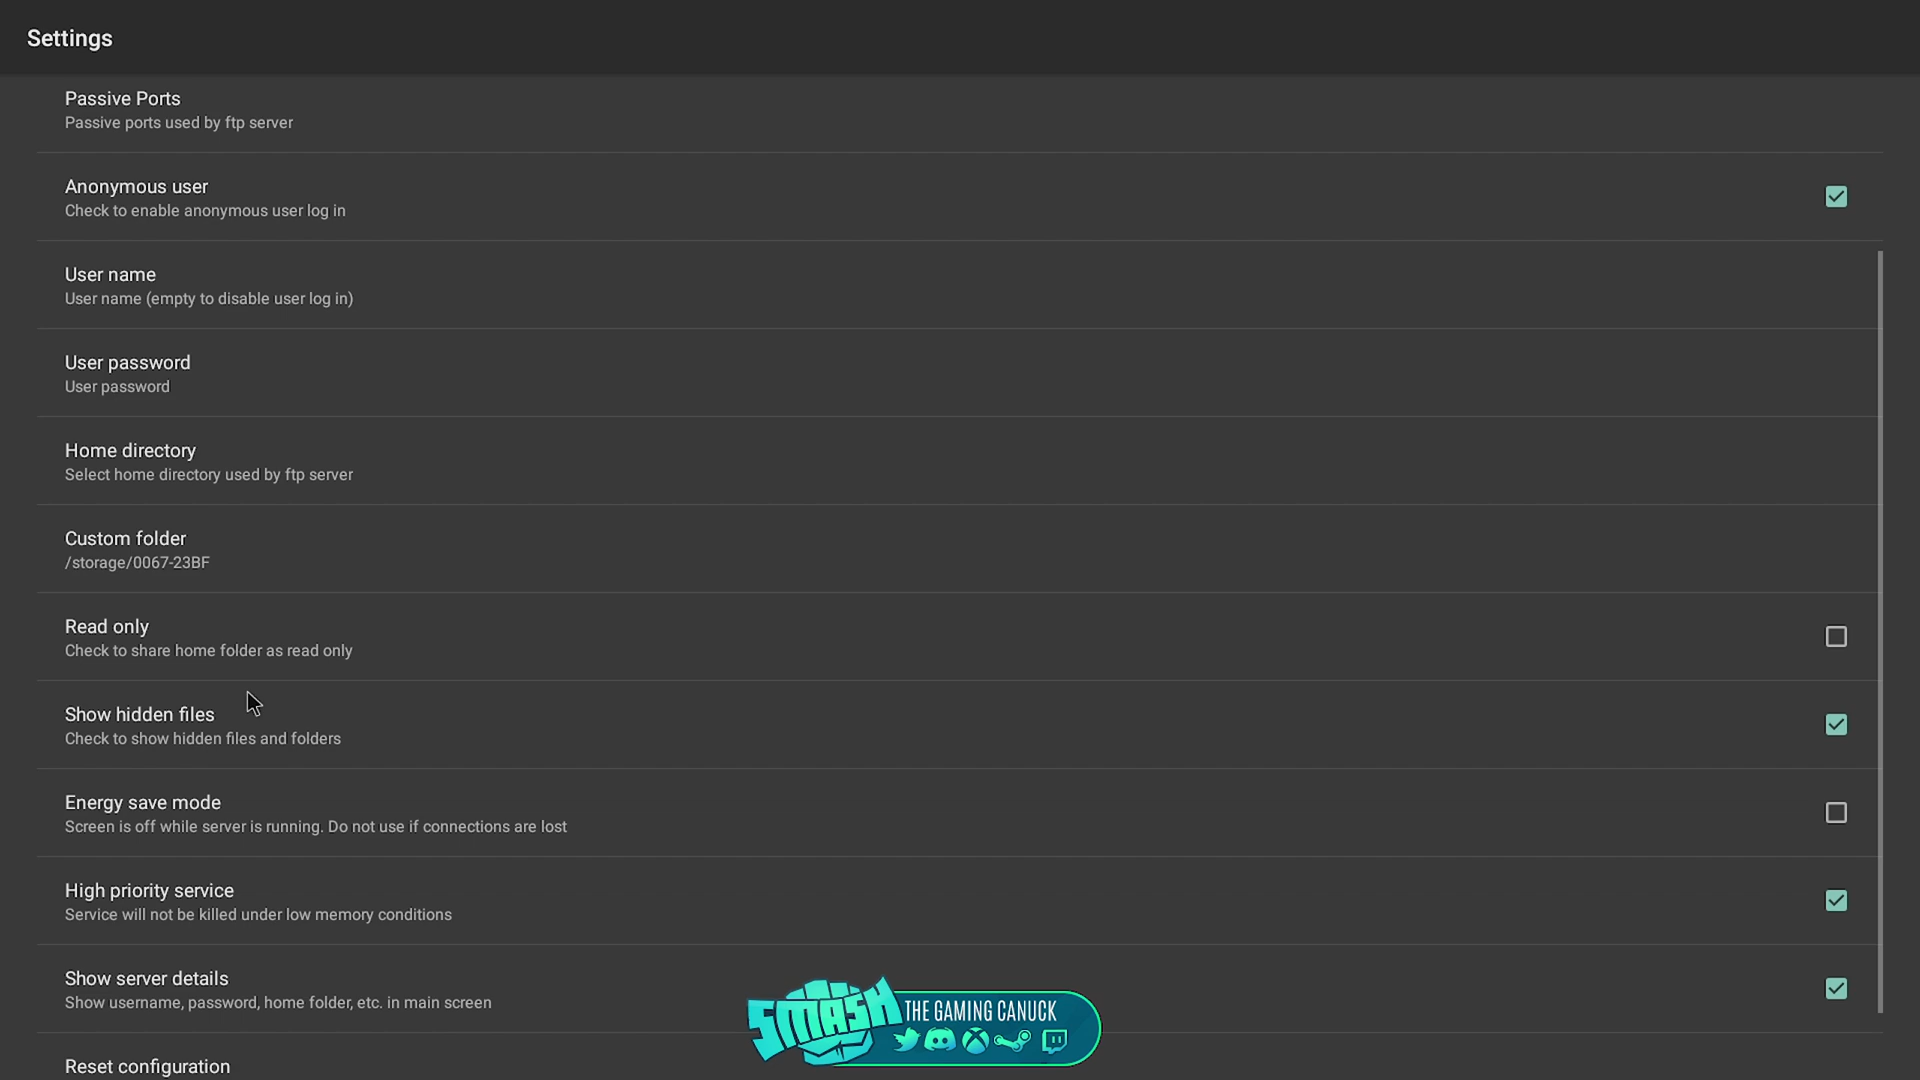 Settings
Passive Ports
Passive ports used by ftp server
Anonymous user
Check to enable anonymous user log in
User name
User name (empty to disable user log in)
User password
User password
Home directory
Select home directory used by ftp server
Custom folder
/storage/0067-23BF
Read only
Check to share home folder as read only
Show hidden files
Check to show hidden files and folders
Energy save mode
Screen is off while server is running. Do not use if connections are lost
High priority service
Service will not be killed under low memory conditions
Show server details
Show username, password, home folder, etc. in main screen
SMASH
THE GAMING CANUCK
Reset configuration